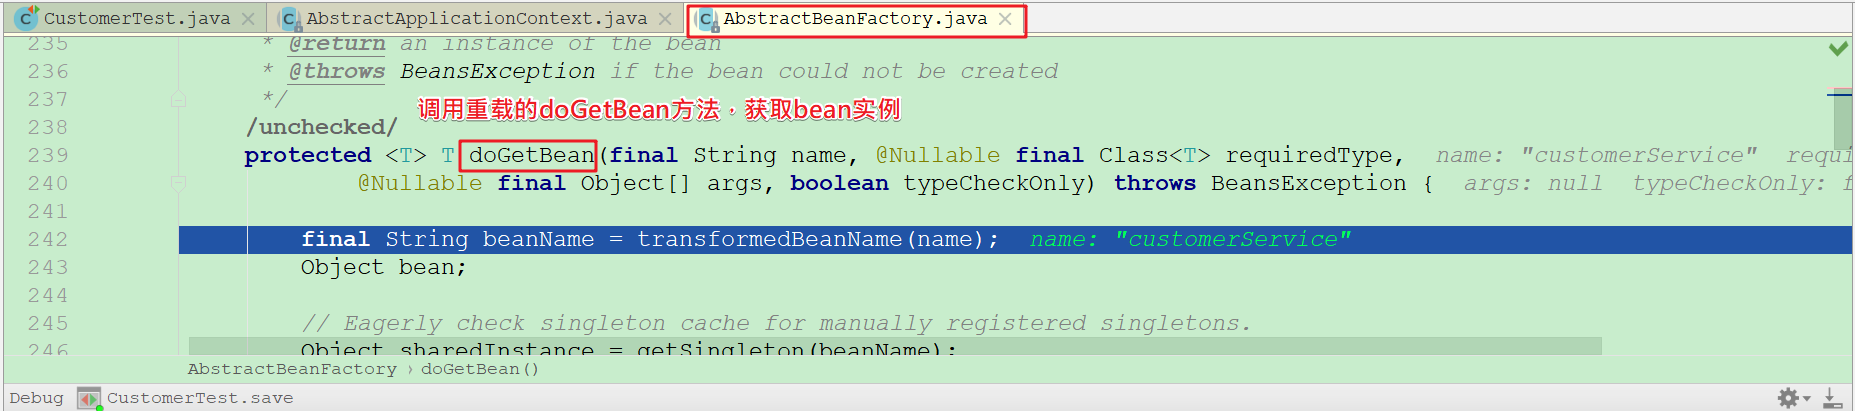 CustomerTest.java AbstractApplicationContext.java AbstractBeanFactory.java
235 * @return an instance of the bean
236 * @throws BeansException if the bean could not be created
237 */
调用重载的doGetBean方法，获取bean实例
238 /unchecked/
239 protected <T> T doGetBean(final String name, @Nullable final Class<T> requiredType, name: "customerService" requi
240 @Nullable final Object[] args, boolean typeCheckOnly) throws BeansException { args: null typeCheckOnly: f
241
242 final String beanName = transformedBeanName(name); name: "customerService"
243 Object bean;
244
245 // Eagerly check singleton cache for manually registered singletons.
246 Object sharedInstance = getSingleton(beanName);
AbstractBeanFactory › doGetBean()
Debug CustomerTest.save